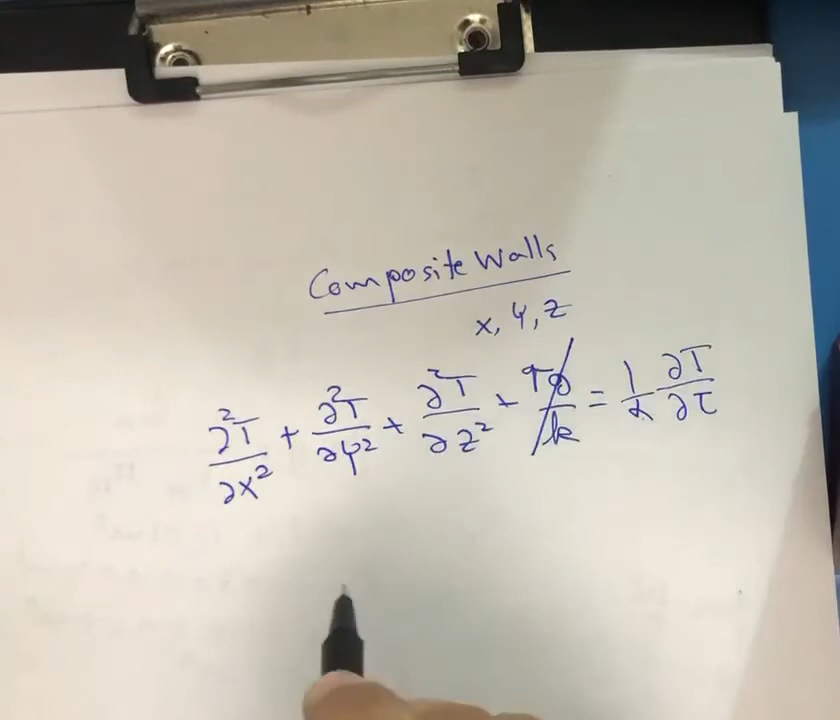 Composite Walls
x, y, z
∂²T/∂x² + ∂²T/∂y² + ∂²T/∂z² + q̇g/k = 1/α ∂T/∂τ